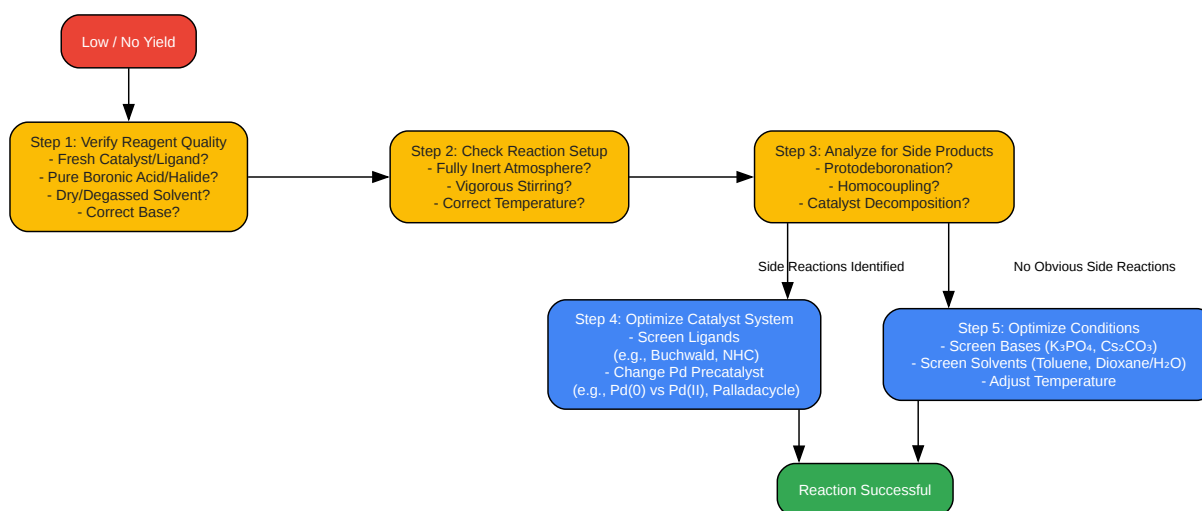 Low / No Yield
Step 1: Verify Reagent Quality
- Fresh Catalyst/Ligand?
- Pure Boronic Acid/Halide?
- Dry/Degassed Solvent?
- Correct Base?
Step 2: Check Reaction Setup
- Fully Inert Atmosphere?
- Vigorous Stirring?
- Correct Temperature?
Step 3: Analyze for Side Products
- Protodeboronation?
- Homocoupling?
- Catalyst Decomposition?
Side Reactions Identified
No Obvious Side Reactions
Step 4: Optimize Catalyst System
- Screen Ligands
(e.g., Buchwald, NHC)
- Change Pd Precatalyst
(e.g., Pd(0) vs Pd(II), Palladacycle)
Step 5: Optimize Conditions
- Screen Bases (K₃PO₄, Cs₂CO₃)
- Screen Solvents (Toluene, Dioxane/H₂O)
- Adjust Temperature
Reaction Successful